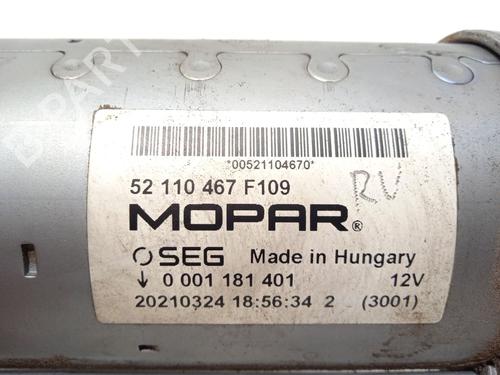 *00521104670*
52 110 467 F109
RV
MOPAR®
SEG Made in Hungary
↓ 0 001 181 401 12V
20210324 18:56:34 2 (3001)